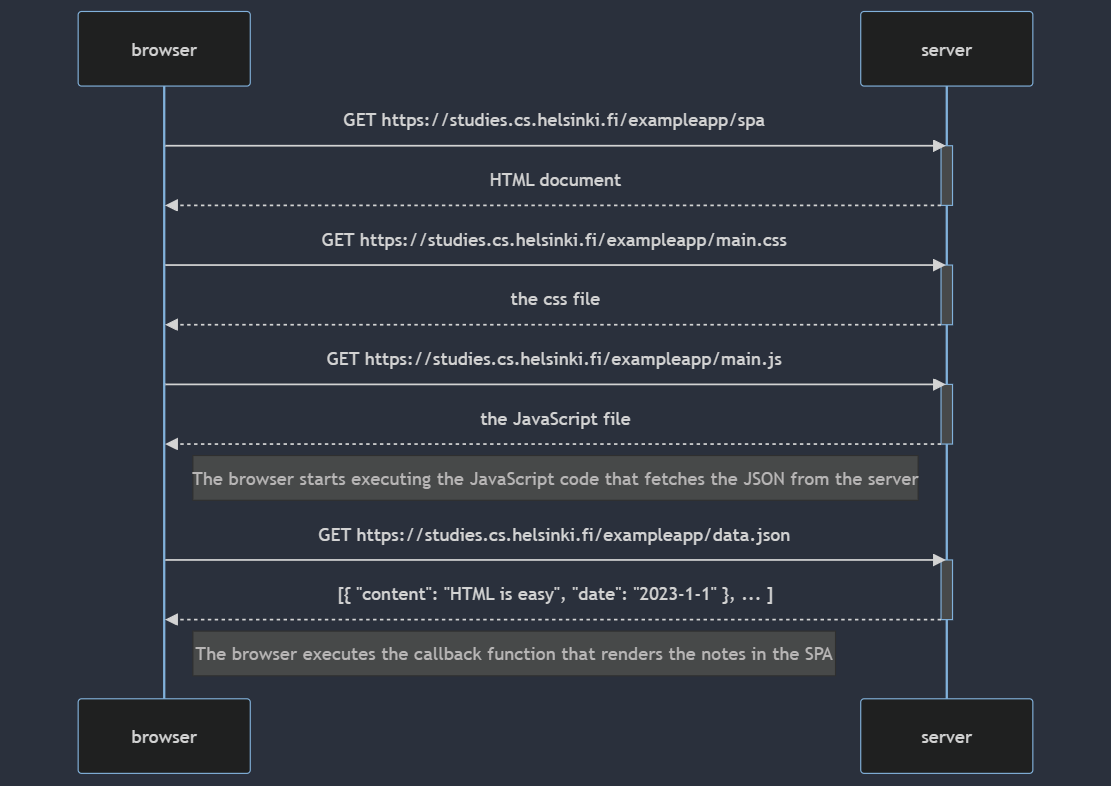 browser
server
GET https://studies.cs.helsinki.fi/exampleapp/spa
HTML document
GET https://studies.cs.helsinki.fi/exampleapp/main.css
the css file
GET https://studies.cs.helsinki.fi/exampleapp/main.js
the JavaScript file
The browser starts executing the JavaScript code that fetches the JSON from the server
GET https://studies.cs.helsinki.fi/exampleapp/data.json
[{ "content": "HTML is easy", "date": "2023-1-1" }, ... ]
The browser executes the callback function that renders the notes in the SPA
browser
server